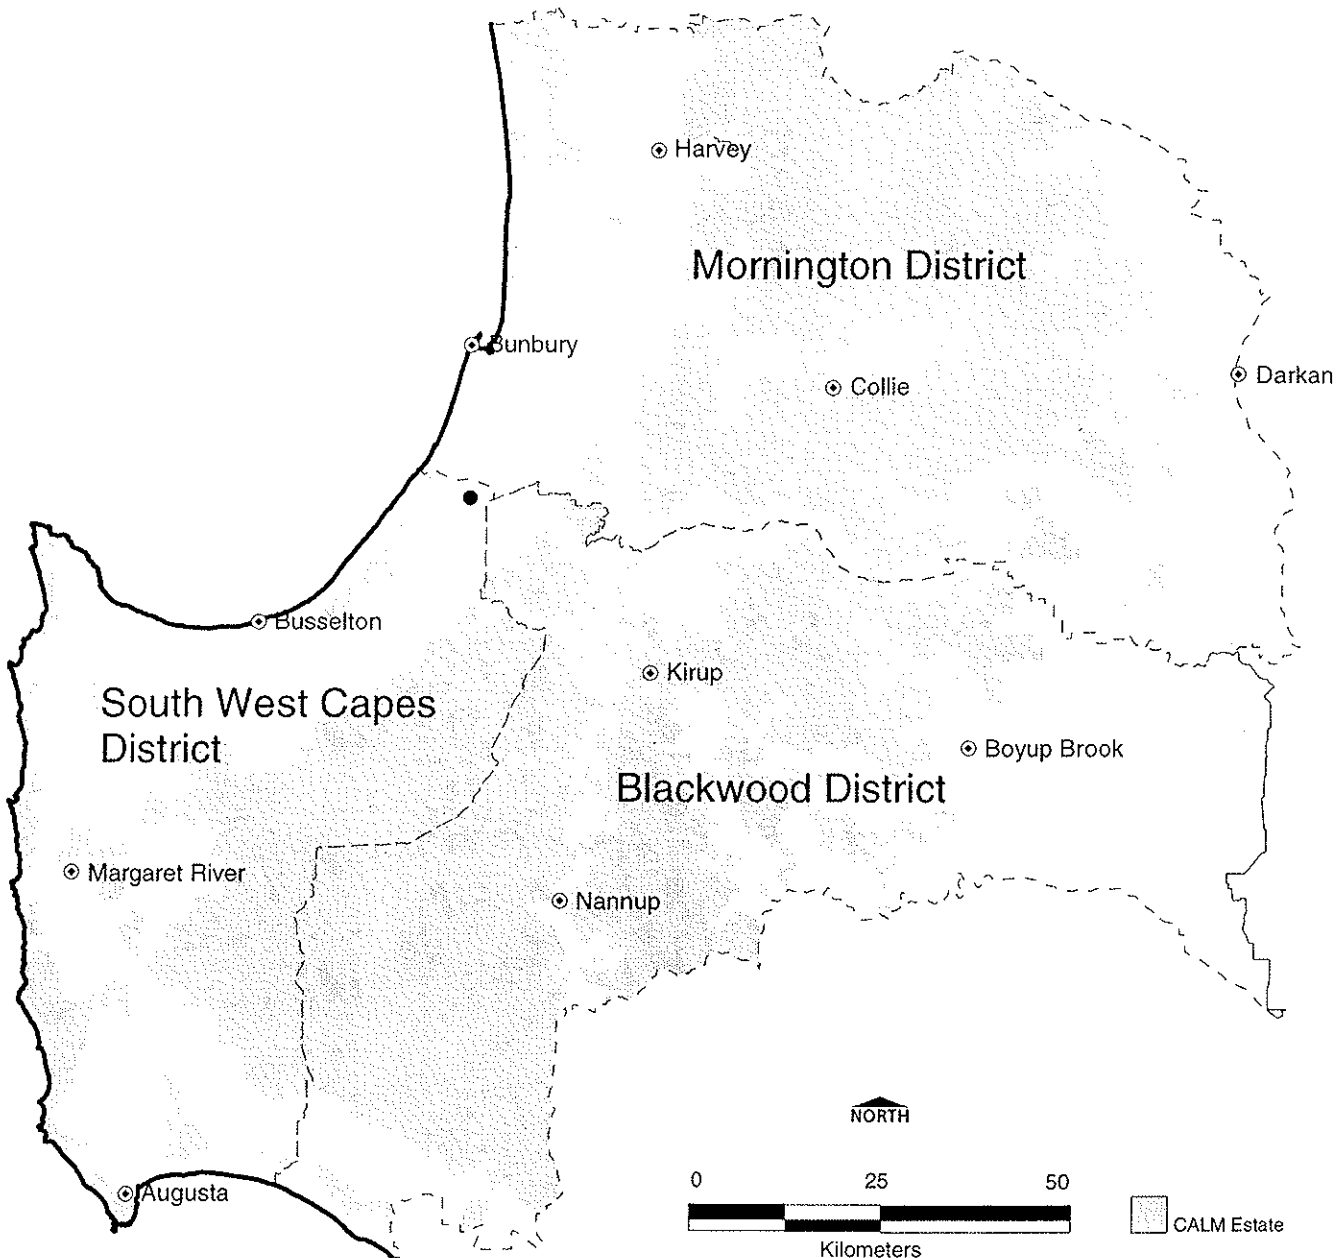 Harvey
Mornington District
Bunbury
Collie
Darkan
Busselton
Kirup
South West Capes
District
Boyup Brook
Blackwood District
Margaret River
Nannup
NORTH
Augusta
0 25 50
Kilometers
CALM Estate